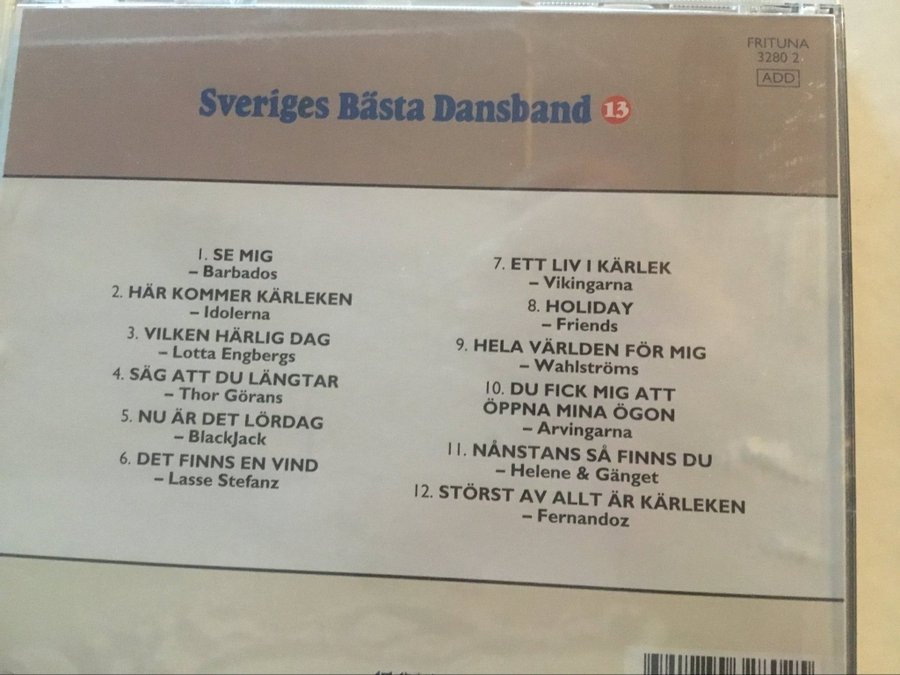 FRITUNA
3280 2
ADD
Sveriges Bästa Dansband 13
1. SE MIG
– Barbados
2. HÄR KOMMER KÄRLEKEN
– Idolerna
3. VILKEN HÄRLIG DAG
– Lotta Engbergs
4. SÄG ATT DU LÄNGTAR
– Thor Görans
5. NU ÄR DET LÖRDAG
– BlackJack
6. DET FINNS EN VIND
– Lasse Stefanz
7. ETT LIV I KÄRLEK
– Vikingarna
8. HOLIDAY
– Friends
9. HELA VÄRLDEN FÖR MIG
– Wahlströms
10. DU FICK MIG ATT
ÖPPNA MINA ÖGON
– Arvingarna
11. NÅNSTANS SÅ FINNS DU
– Helene & Gänget
12. STÖRST AV ALLT ÄR KÄRLEKEN
– Fernandoz